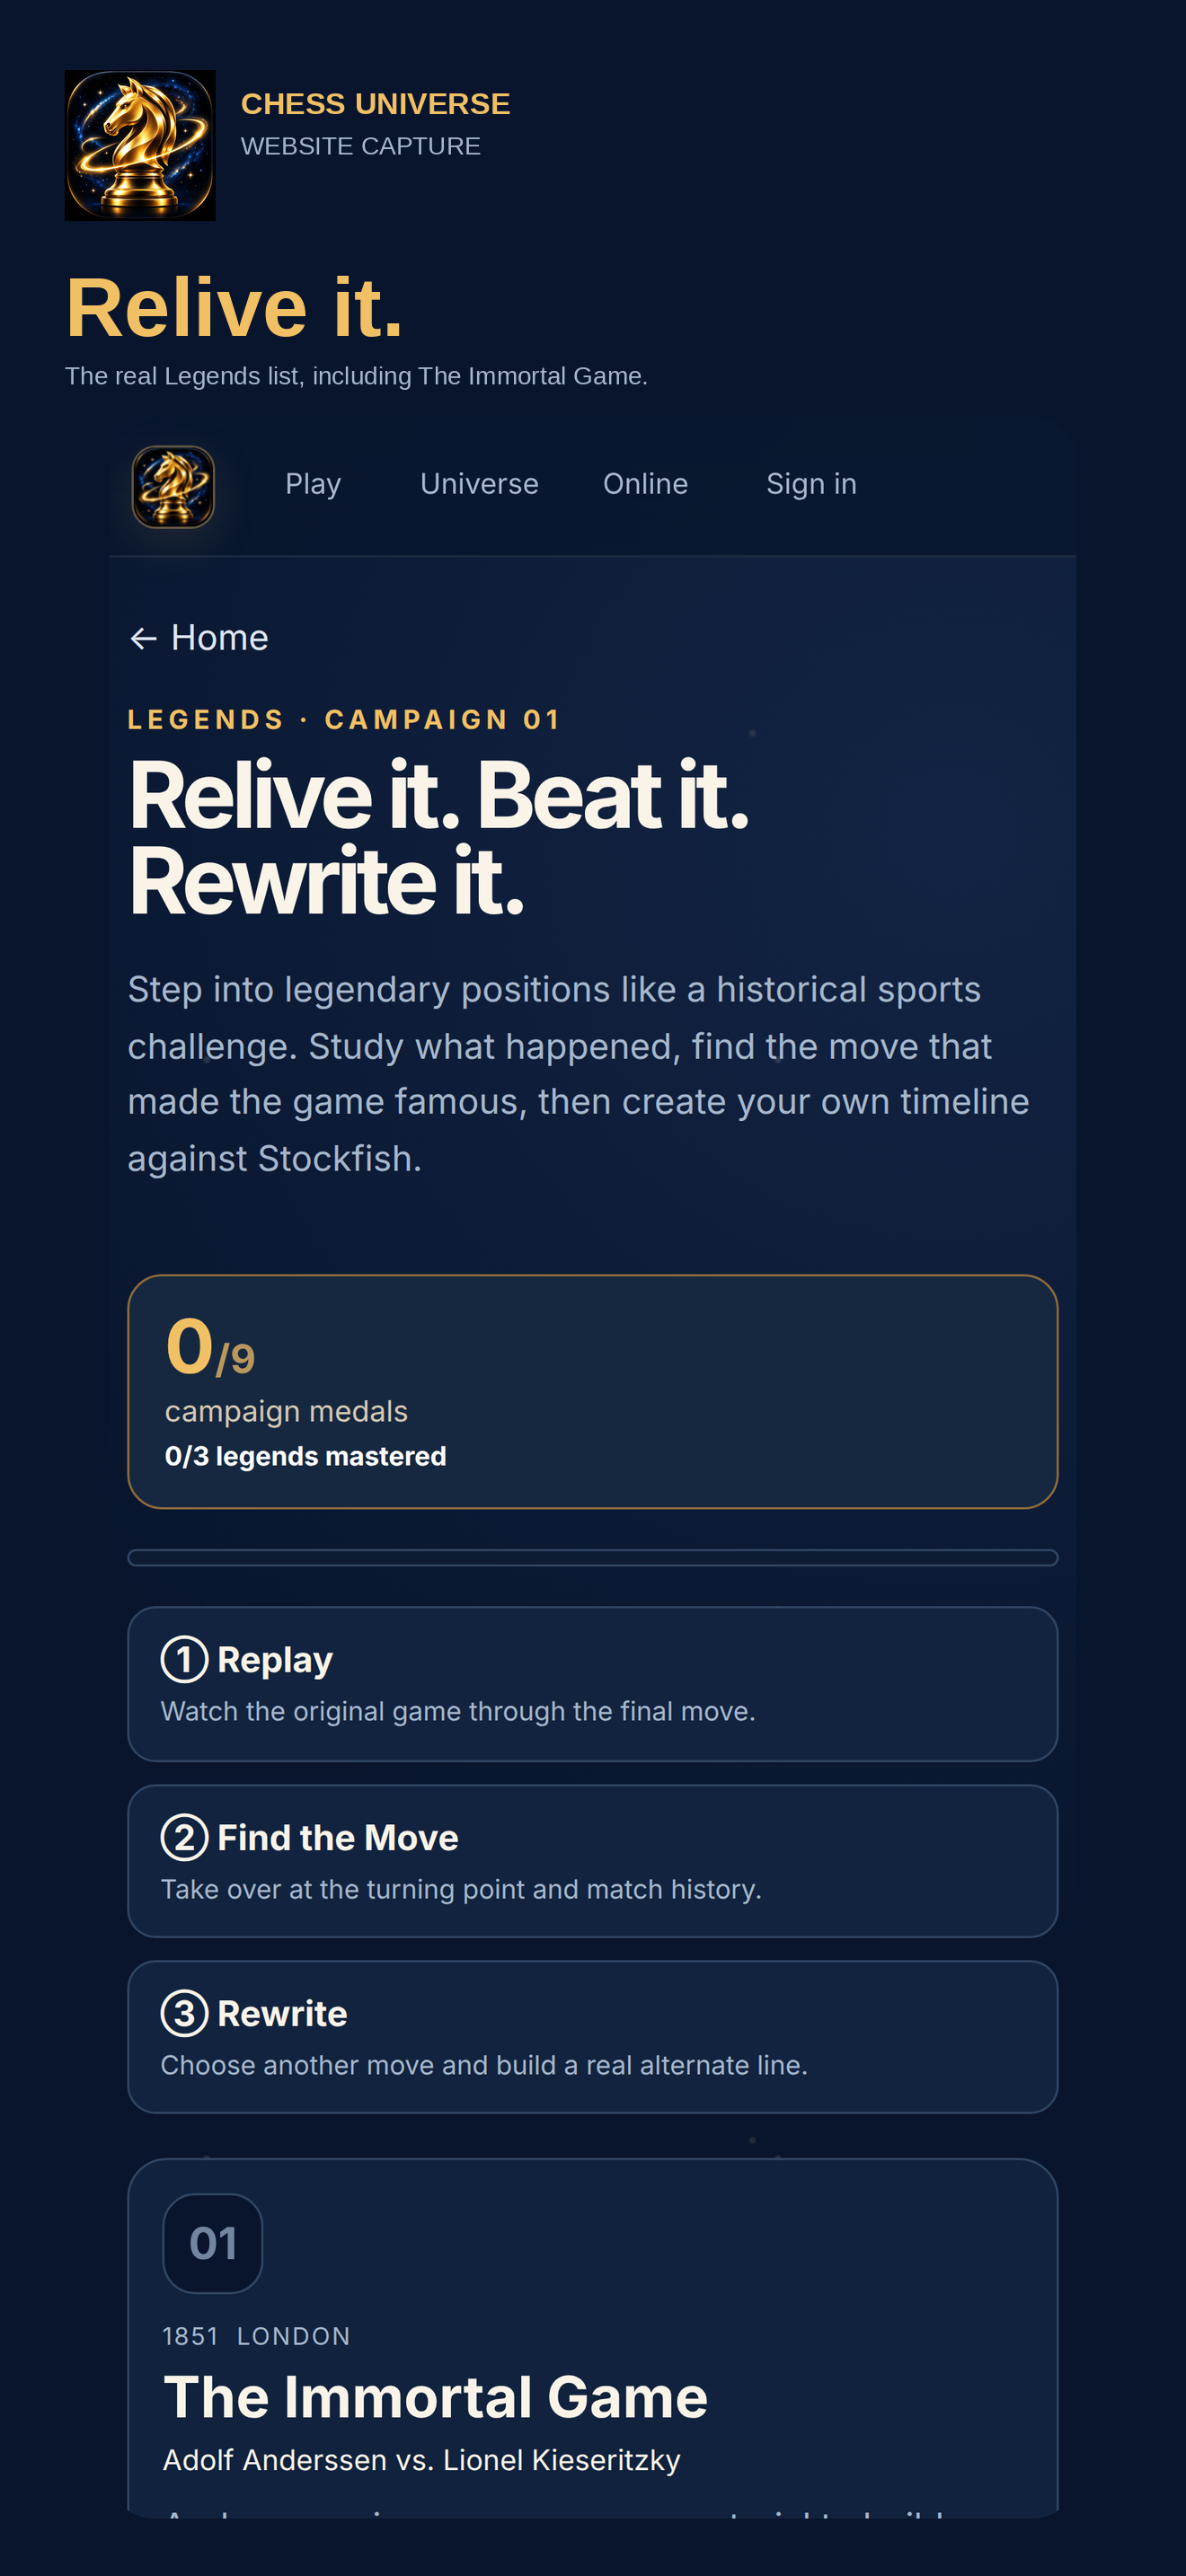 CHESS UNIVERSE
WEBSITE CAPTURE
Relive it.
The real Legends list, including The Immortal Game.
Play Universe Online Sign in
← Home
LEGENDS · CAMPAIGN 01
Relive it. Beat it.
Rewrite it.
Step into legendary positions like a historical sports
challenge. Study what happened, find the move that
made the game famous, then create your own timeline
against Stockfish.
0/9
campaign medals
0/3 legends mastered
① Replay
Watch the original game through the final move.
② Find the Move
Take over at the turning point and match history.
③ Rewrite
Choose another move and build a real alternate line.
01
1851 LONDON
The Immortal Game
Adolf Anderssen vs. Lionel Kieseritzky